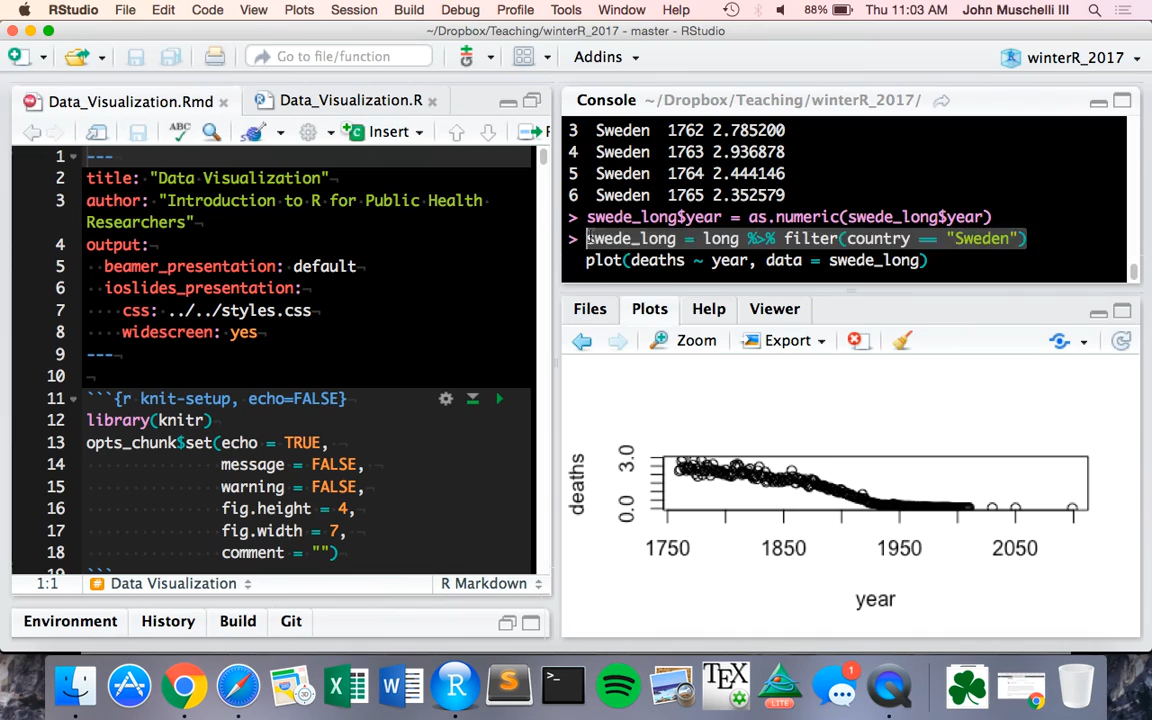 RStudio File Edit Code View Plots Session Build Debug Profile Tools Window Help 88% Thu 11:03 AM John Muschelli III
~/Dropbox/Teaching/winterR_2017 - master - RStudio
Go to file/function Addins winterR_2017
Data_Visualization.Rmd Data_Visualization.R
ABC Insert
1 ---
2 title: "Data Visualization"
3 author: "Introduction to R for Public Health
Researchers"
4 output:
5 beamer_presentation: default
6 ioslides_presentation:
7 css: ../../styles.css
8 widescreen: yes
9 ---
10
11 ```{r knit-setup, echo=FALSE}
12 library(knitr)
13 opts_chunk$set(echo = TRUE,
14 message = FALSE,
15 warning = FALSE,
16 fig.height = 4,
17 fig.width = 7,
18 comment = "")
```
1:1 Data Visualization R Markdown
Environment History Build Git
Console ~/Dropbox/Teaching/winterR_2017/
3 Sweden 1762 2.785200
4 Sweden 1763 2.936878
5 Sweden 1764 2.444146
6 Sweden 1765 2.352579
> swede_long$year = as.numeric(swede_long$year)
> swede_long = long %>% filter(country == "Sweden")
plot(deaths ~ year, data = swede_long)
Files Plots Help Viewer
Zoom Export
deaths
3.0
0.0
1750 1850 1950 2050
year
X W R S >_ TEX LITE 1